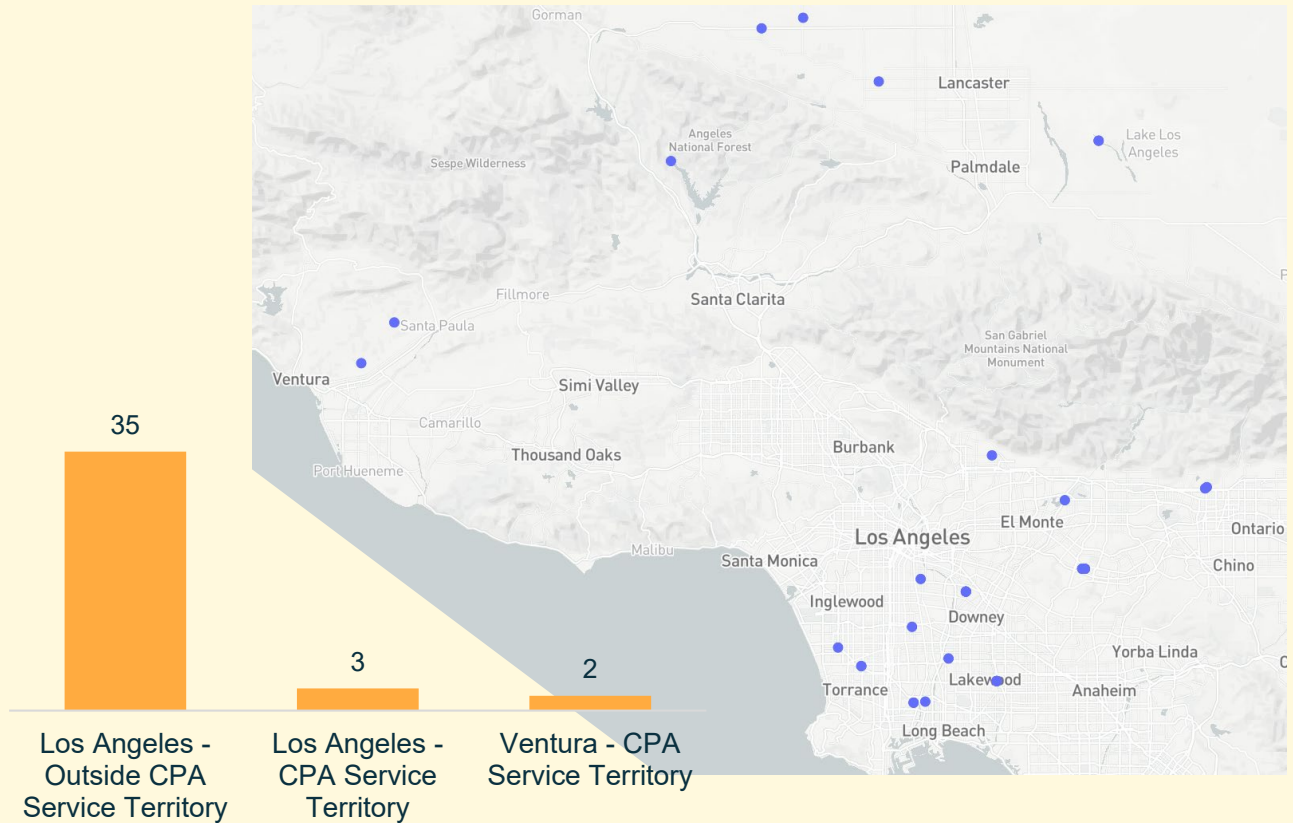 Gorman
Lancaster
Lake Los
Angeles
Angeles
National Forest
Sespe Wilderness
Palmdale
Fillmore
Santa Clarita
Santa Paula
San Gabriel
Mountains National
Monument
Ventura
Simi Valley
Camarillo
Burbank
Thousand Oaks
Port Hueneme
El Monte
Ontario
Los Angeles
Malibu
Santa Monica
Chino
Inglewood
Downey
Yorba Linda
Torrance
Lakewood
Anaheim
Long Beach
35
3
2
Los Angeles -
Outside CPA
Service Territory
Los Angeles -
CPA Service
Territory
Ventura - CPA
Service Territory